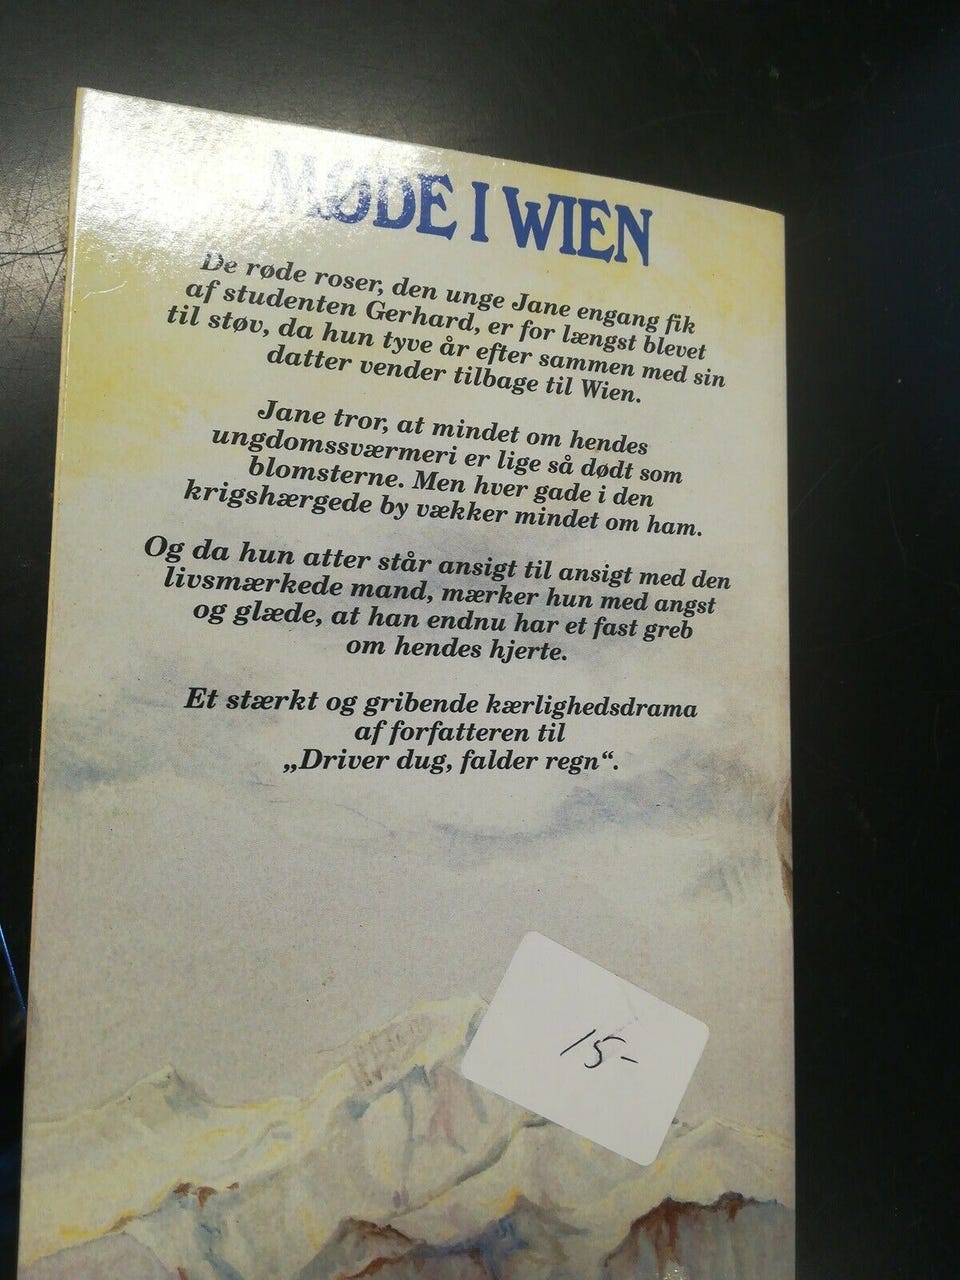 MØDE I WIEN
De røde roser, den unge Jane engang fik
af studenten Gerhard, er for længst blevet
til støv, da hun tyve år efter sammen med sin
datter vender tilbage til Wien.
Jane tror, at mindet om hendes
ungdomssværmeri er lige så dødt som
blomsterne. Men hver gade i den
krigshærgede by vækker mindet om ham.
Og da hun atter står ansigt til ansigt med den
livsmærkede mand, mærker hun med angst
og glæde, at han endnu har et fast greb
om hendes hjerte.
Et stærkt og gribende kærlighedsdrama
af forfatteren til
„Driver dug, falder regn“.
15-